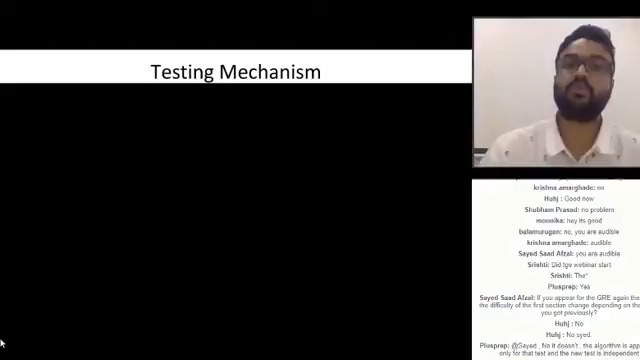 Testing Mechanism
krishna amarghade: ne
Huhj : Good now
Shubham Prasad: no problem
mounika: hay its good
balamurugan: no, you are audible
krishna amarghade: audible
Sayed Saad Afzal: you are audible
Srishti: Did tge webinar start
Srishti: The*
Plusprep: Yes
Sayed Saad Afzal: If you appear for the GRE again the
the difficulty of the first section change depending on the
you got previously?
Huhj : No
Huhj : No syed.
Plusprep: @Sayed , No it doesn't , the algorithm is app
only for that test and the new test is Independent